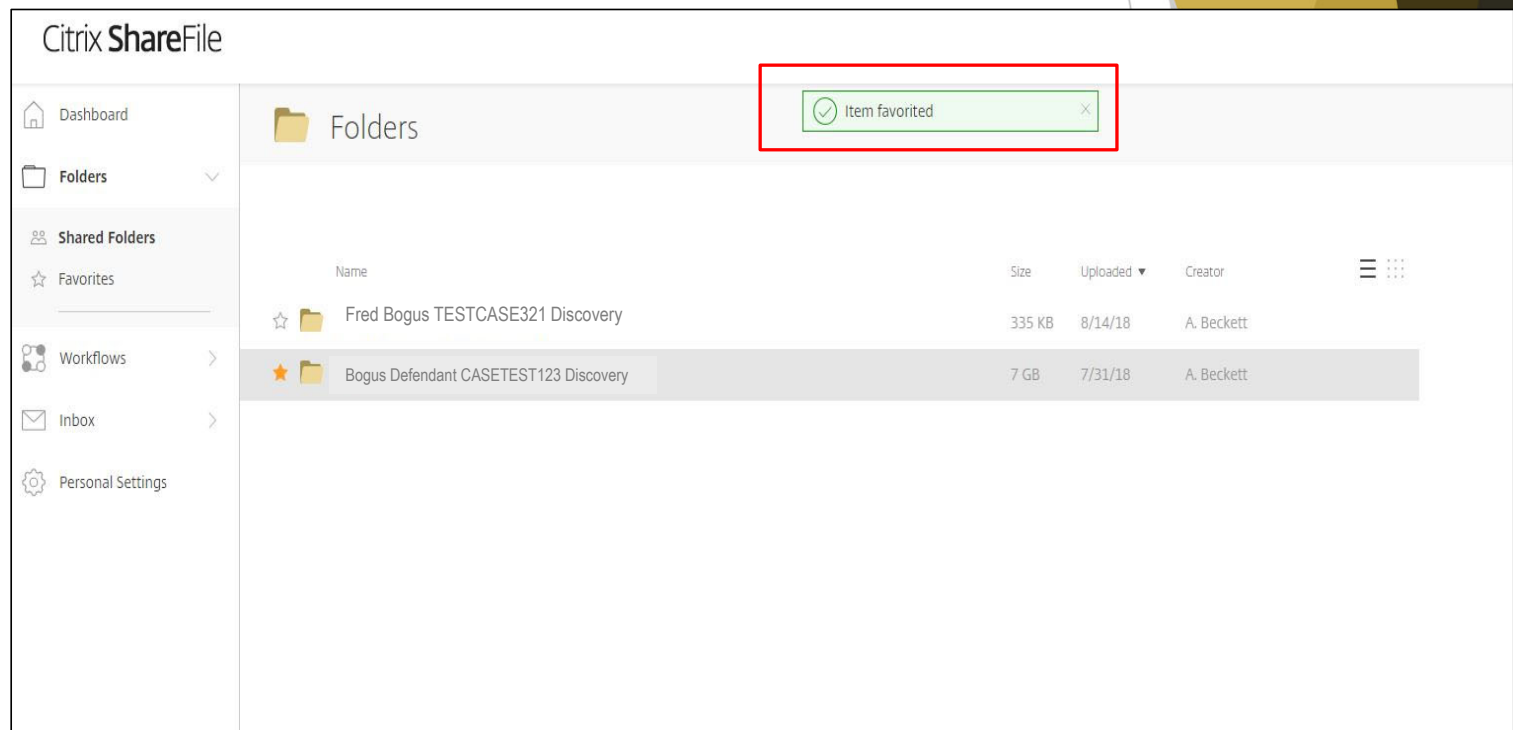 Citrix ShareFile
Dashboard
Folders
Shared Folders
Favorites
Workflows
Inbox
Personal Settings
Folders
Item favorited
Name Size Uploaded Creator
Fred Bogus TESTCASE321 Discovery 335 KB 8/14/18 A. Beckett
Bogus Defendant CASETEST123 Discovery 7 GB 7/31/18 A. Beckett